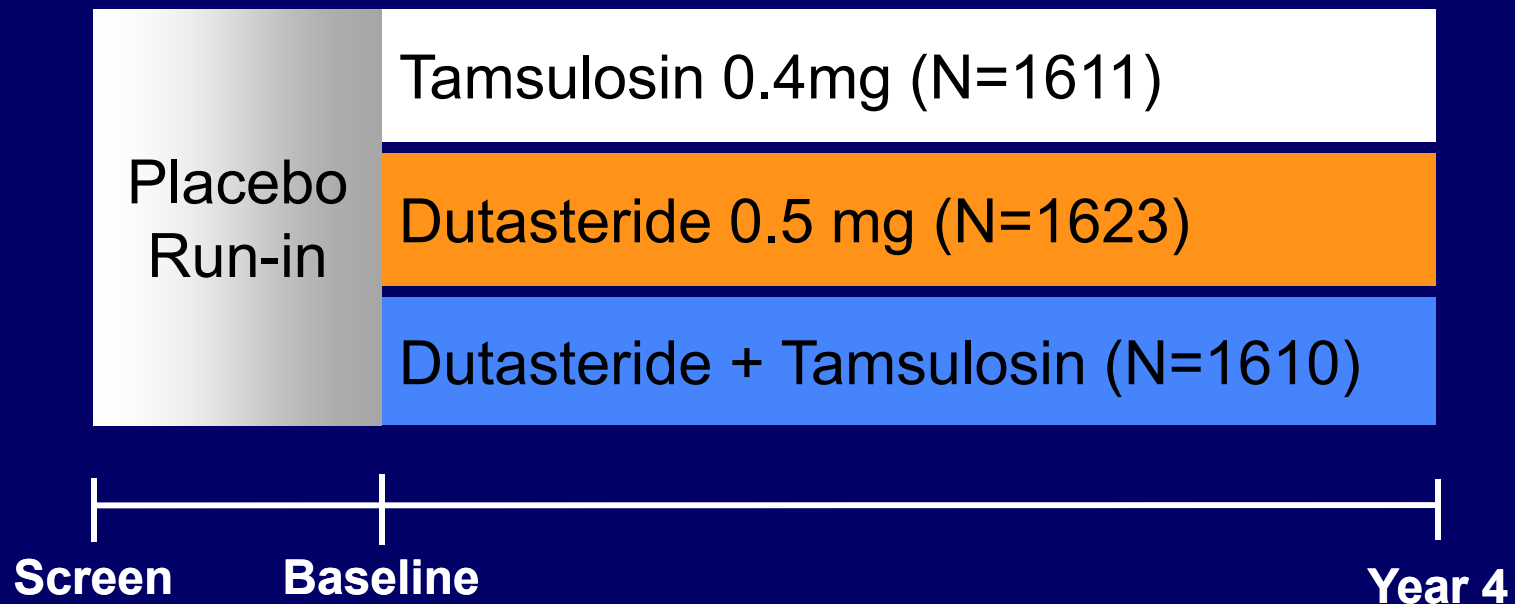 Placebo
Run-in
Tamsulosin 0.4mg (N=1611)
Dutasteride 0.5 mg (N=1623)
Dutasteride + Tamsulosin (N=1610)
Screen
Baseline
Year 4